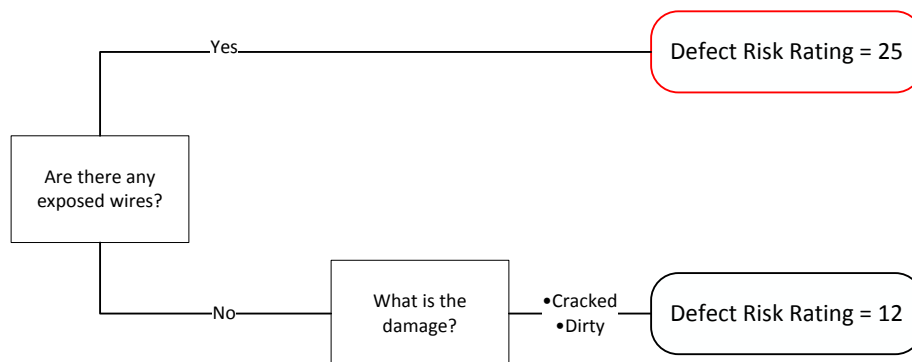 Yes
Defect Risk Rating = 25
Are there any
exposed wires?
No
What is the
damage?
•Cracked
•Dirty
Defect Risk Rating = 12